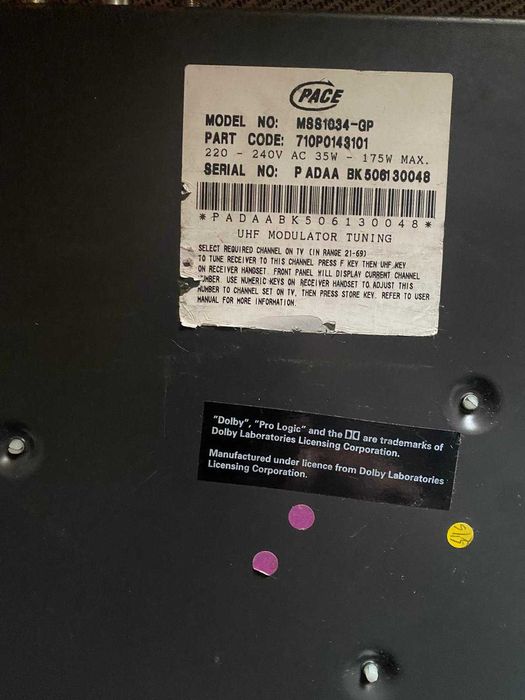 PACE
MODEL NO: MSS1034-GP
PART CODE: 710P0143101
220 - 240V AC 35W - 175W MAX.
SERIAL NO: PADAA BK506130048
*PADAABK506130048*
UHF MODULATOR TUNING
SELECT REQUIRED CHANNEL ON TV (IN RANGE 21-69)
TO TUNE RECEIVER TO THIS CHANNEL PRESS F KEY THEN UHF KEY
ON RECEIVER HANDSET. FRONT PANEL WILL DISPLAY CURRENT CHANNEL
NUMBER. USE NUMERIC KEYS ON RECEIVER HANDSET TO ADJUST THIS
NUMBER TO CHANNEL SET ON TV, THEN PRESS STORE KEY. REFER TO USER
MANUAL FOR MORE INFORMATION.
"Dolby", "Pro Logic" and the are trademarks of
Dolby Laboratories Licensing Corporation.
Manufactured under licence from Dolby Laboratories
Licensing Corporation.